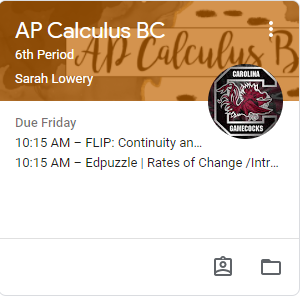 AP Calculus BC
6th Period
AP Calculus B
Sarah Lowery
CAROLINA
GAMECOCKS
Due Friday
10:15 AM – FLIP: Continuity an...
10:15 AM – Edpuzzle | Rates of Change /Intr...